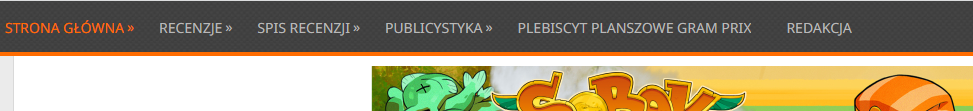 STRONA GŁÓWNA » RECENZJE » SPIS RECENZJI » PUBLICYSTYKA » PLEBISCYT PLANSZOWE GRAM PRIX REDAKCJA